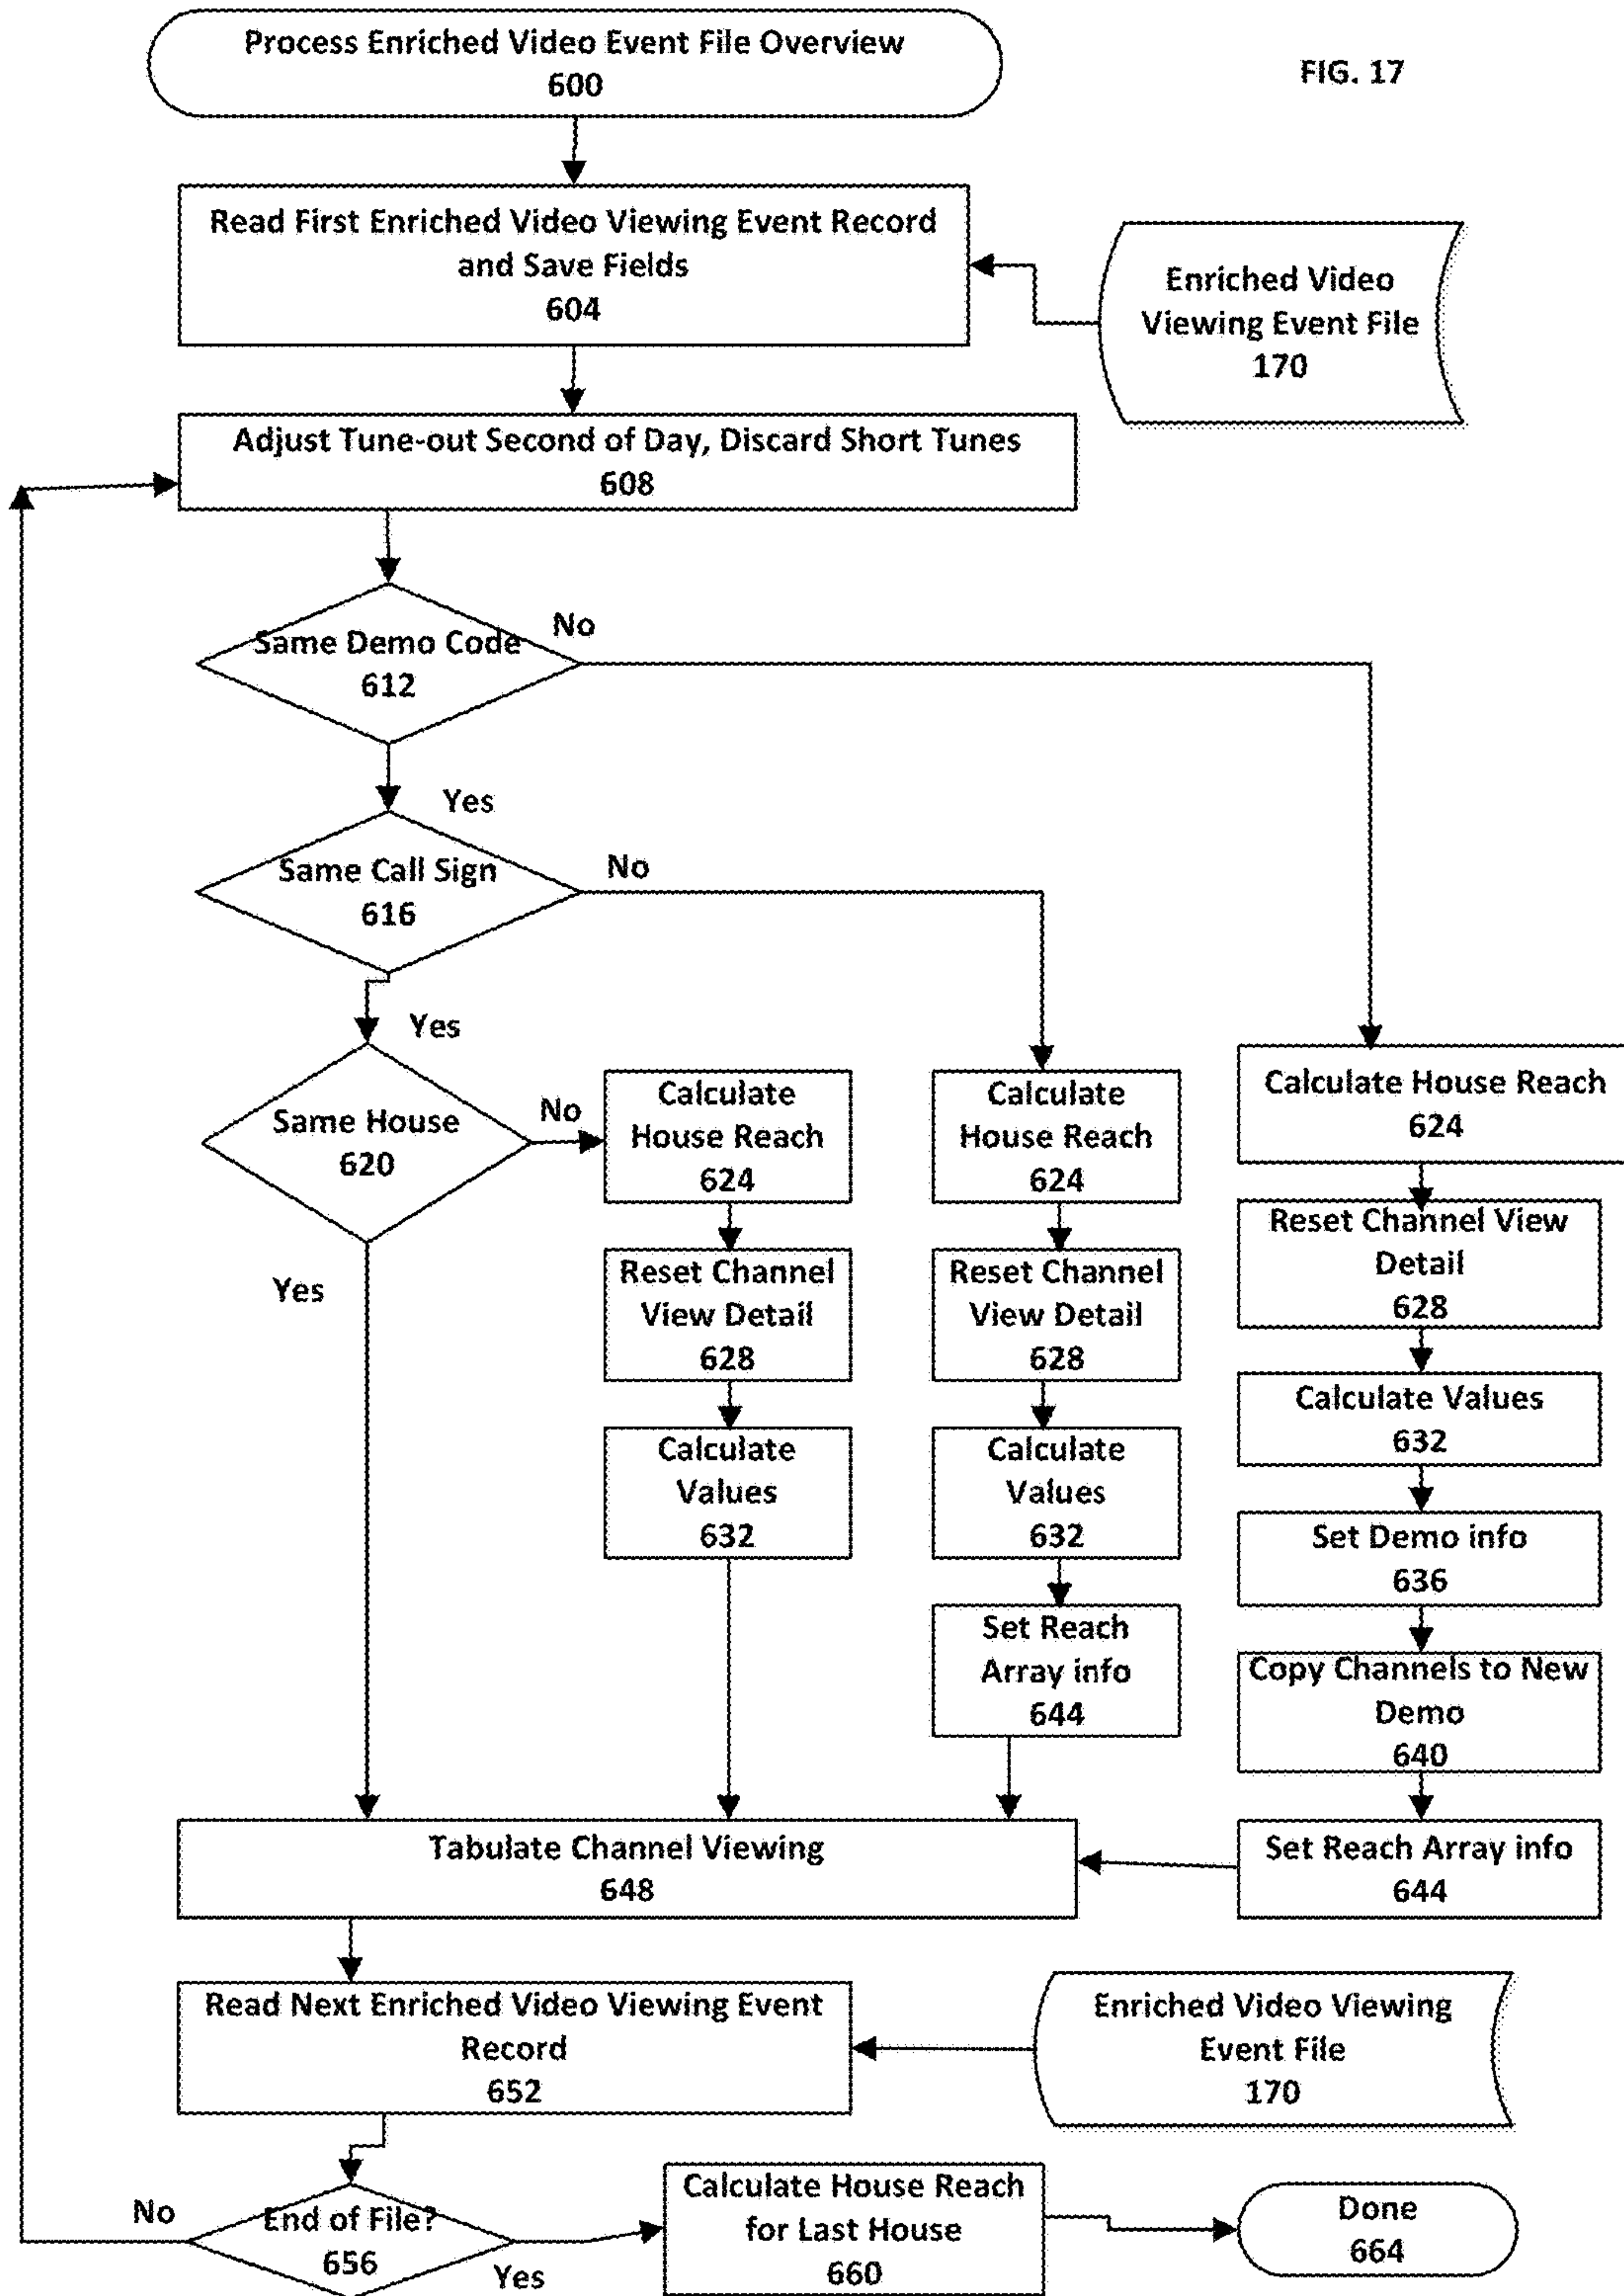 Process Enriched Video Event File Overview
600
FIG. 17
Read First Enriched Video Viewing Event Record
and Save Fields
604
Enriched Video
Viewing Event File
170
Adjust Tune-out Second of Day, Discard Short Tunes
608
Same Demo Code
612
No
Yes
Same Call Sign
616
No
Yes
Same House
620
No
Yes
Calculate
House Reach
624
Reset Channel
View Detail
628
Calculate
Values
632
Calculate
House Reach
624
Reset Channel
View Detail
628
Calculate
Values
632
Set Reach
Array info
644
Calculate House Reach
624
Reset Channel View
Detail
628
Calculate Values
632
Set Demo info
636
Copy Channels to New
Demo
640
Set Reach Array info
644
Tabulate Channel Viewing
648
Read Next Enriched Video Viewing Event
Record
652
Enriched Video Viewing
Event File
170
End of File?
656
No
Yes
Calculate House Reach
for Last House
660
Done
664